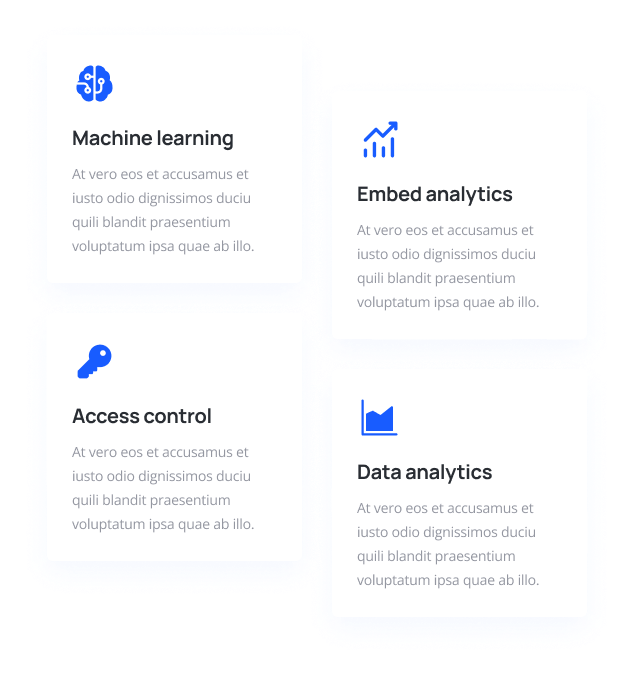 Machine learning
At vero eos et accusamus et
iusto odio dignissimos duciu
quili blandit praesentium
voluptatum ipsa quae ab illo.
Embed analytics
At vero eos et accusamus et
iusto odio dignissimos duciu
quili blandit praesentium
voluptatum ipsa quae ab illo.
Access control
At vero eos et accusamus et
iusto odio dignissimos duciu
quili blandit praesentium
voluptatum ipsa quae ab illo.
Data analytics
At vero eos et accusamus et
iusto odio dignissimos duciu
quili blandit praesentium
voluptatum ipsa quae ab illo.